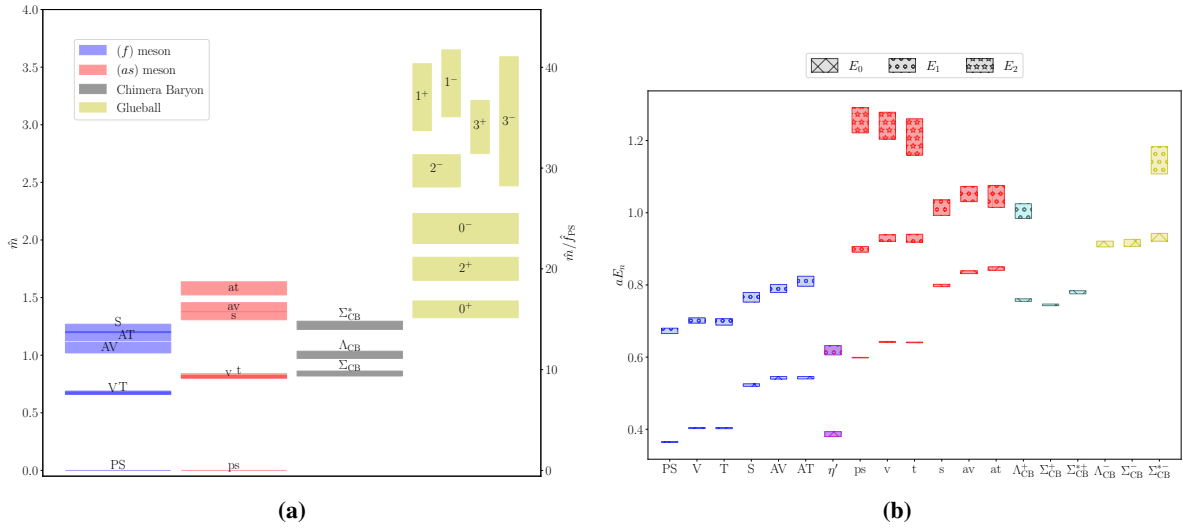 4.0
3.5
3.0
2.5
2.0
1.5
1.0
0.5
0.0
m̂
(f) meson
(as) meson
Chimera Baryon
Glueball
1⁺
1⁻
3⁺
3⁻
2⁻
0⁻
2⁺
0⁺
at
av
s
S
AT
AV
Σ*CB
ΛCB
ΣCB
VT
v t
PS
ps
40
30
20
10
0
m̂/f̂PS
(a)
E₀ E₁ E₂
1.2
1.0
0.8
0.6
0.4
aEₙ
PS V T S AV AT η′ ps v t s av at Λ⁺CB Σ⁺CB Σ*⁺CB Λ⁻CB Σ⁻CB Σ*⁻CB
(b)